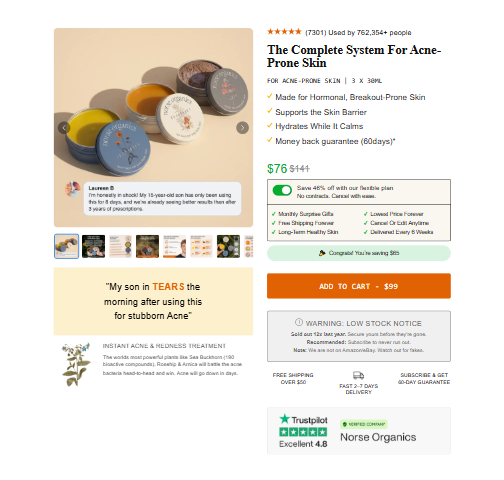 ★★★★★ (7301) Used by 762,354+ people
The Complete System For Acne-
Prone Skin
FOR ACNE-PRONE SKIN | 3 X 30ML
✓ Made for Hormonal, Breakout-Prone Skin
✓ Supports the Skin Barrier
✓ Hydrates While It Calms
✓ Money back guarantee (60days)*
$76 $141
Save 46% off with our flexible plan
No contracts. Cancel with ease.
✓ Monthly Surprise Gifts
✓ Lowest Price Forever
✓ Free Shipping Forever
✓ Cancel Or Edit Anytime
✓ Long-Term Healthy Skin
✓ Delivered Every 6 Weeks
Congrats! You're saving $65
ADD TO CART - $99
WARNING: LOW STOCK NOTICE
Sold out 12x last year. Secure yours before they're gone.
Recommended: Subscribe to never run out.
Note: We are not on Amazon/eBay. Watch out for fakes.
FREE SHIPPING
OVER $50
FAST 2-7 DAYS
DELIVERY
SUBSCRIBE & GET
60-DAY GUARANTEE
Trustpilot
Excellent 4.8
VERIFIED COMPANY
Norse Organics
Laureen B
I'm honestly in shock! My 15-year-old son has only been using
this for 8 days, and we're already seeing better results than after
3 years of prescriptions.
"My son in TEARS the
morning after using this
for stubborn Acne"
INSTANT ACNE & REDNESS TREATMENT
The worlds most powerful plants like Sea Buckthorn (190
bioactive compounds), Rosehip & Arnica will battle the acne
bacteria head-to-head and win. Acne will go down in days.